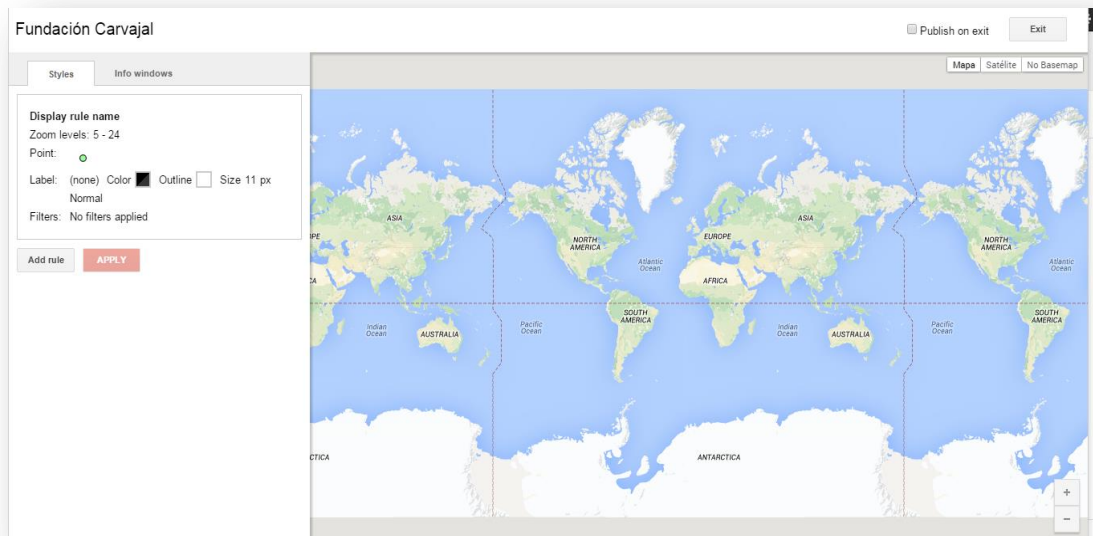 Fundación Carvajal
Publish on exit
Exit
Styles
Info windows
Mapa
Satélite
No Basemap
Display rule name
Zoom levels: 5 - 24
Point:
Label: (none) Color Outline Size 11 px
Normal
Filters: No filters applied
Add rule
APPLY
ASIA
NORTH
AMERICA
Atlantic
Ocean
EUROPE
ASIA
NORTH
AMERICA
Atlantic
Ocean
AFRICA
SOUTH
AMERICA
SOUTH
AMERICA
Indian
Ocean
AUSTRALIA
Pacific
Ocean
Indian
Ocean
AUSTRALIA
Pacific
Ocean
CTICA
ANTARCTICA
+
−